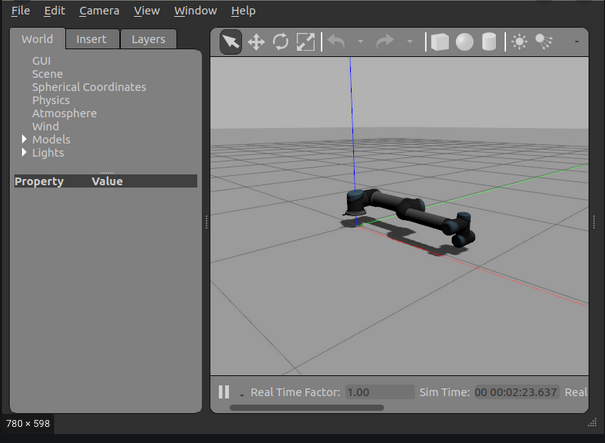 File Edit Camera View Window Help
World Insert Layers
GUI
Scene
Spherical Coordinates
Physics
Atmosphere
Wind
Models
Lights
Property Value
Real Time Factor: 1.00 Sim Time: 00 00:02:23.637 Real
780 × 598